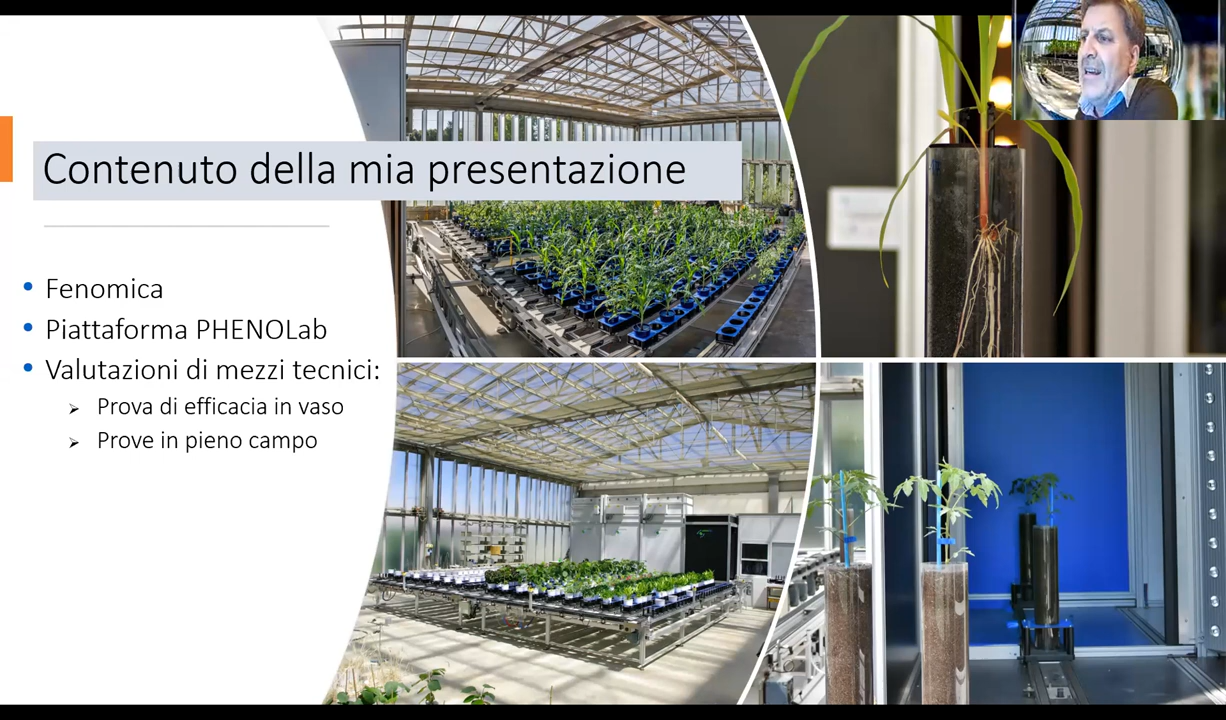 Contenuto della mia presentazione
Fenomica
Piattaforma PHENOLab
Valutazioni di mezzi tecnici:
Prova di efficacia in vaso
Prove in pieno campo